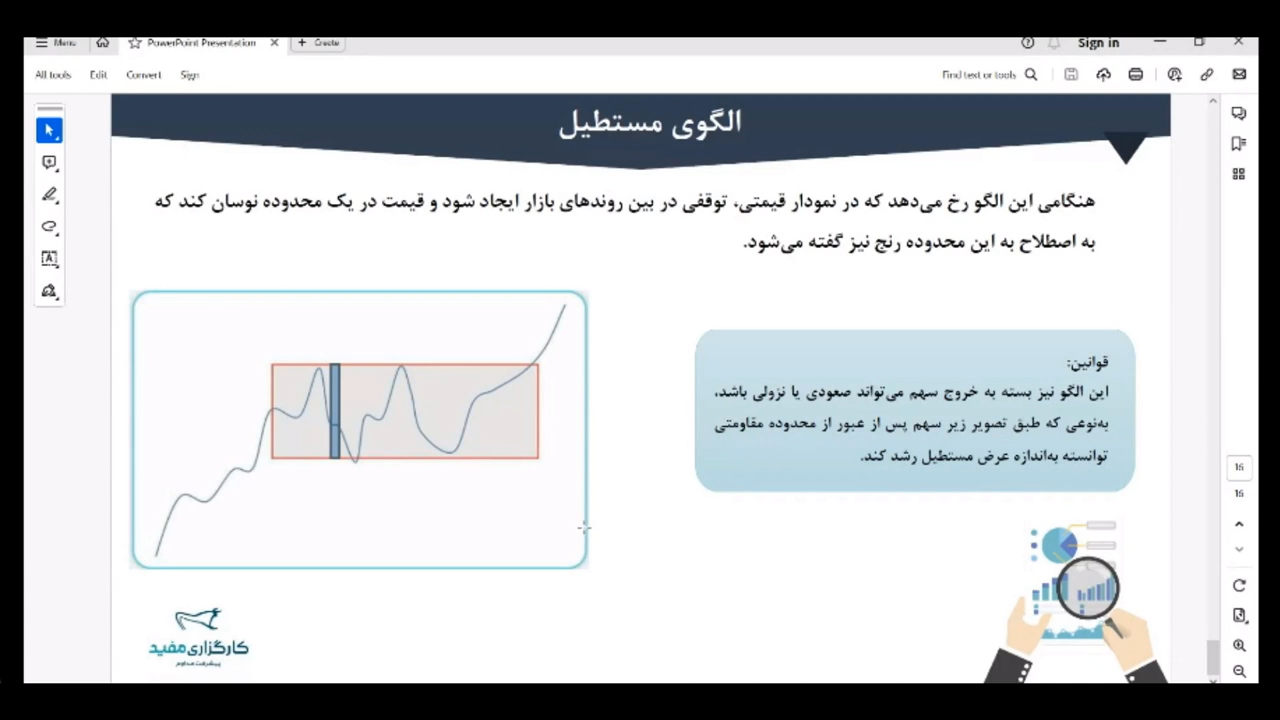 Menu
PowerPoint Presentation
Create
Sign in
All tools
Edit
Convert
Sign
Find text or tools
الگوی مستطیل
هنگامی این الگو رخ می‌دهد که در نمودار قیمتی، توقفی در بین روندهای بازار ایجاد شود و قیمت در یک محدوده نوسان کند که
به اصطلاح به این محدوده رنج نیز گفته می‌شود.
قوانین:
این الگو نیز بسته به خروج سهم می‌تواند صعودی یا نزولی باشد،
به‌نوعی که طبق تصویر زیر سهم پس از عبور از محدوده مقاومتی
توانسته به‌اندازه عرض مستطیل رشد کند.
16
16
کارگزاری مفید
پیشرفت مداوم